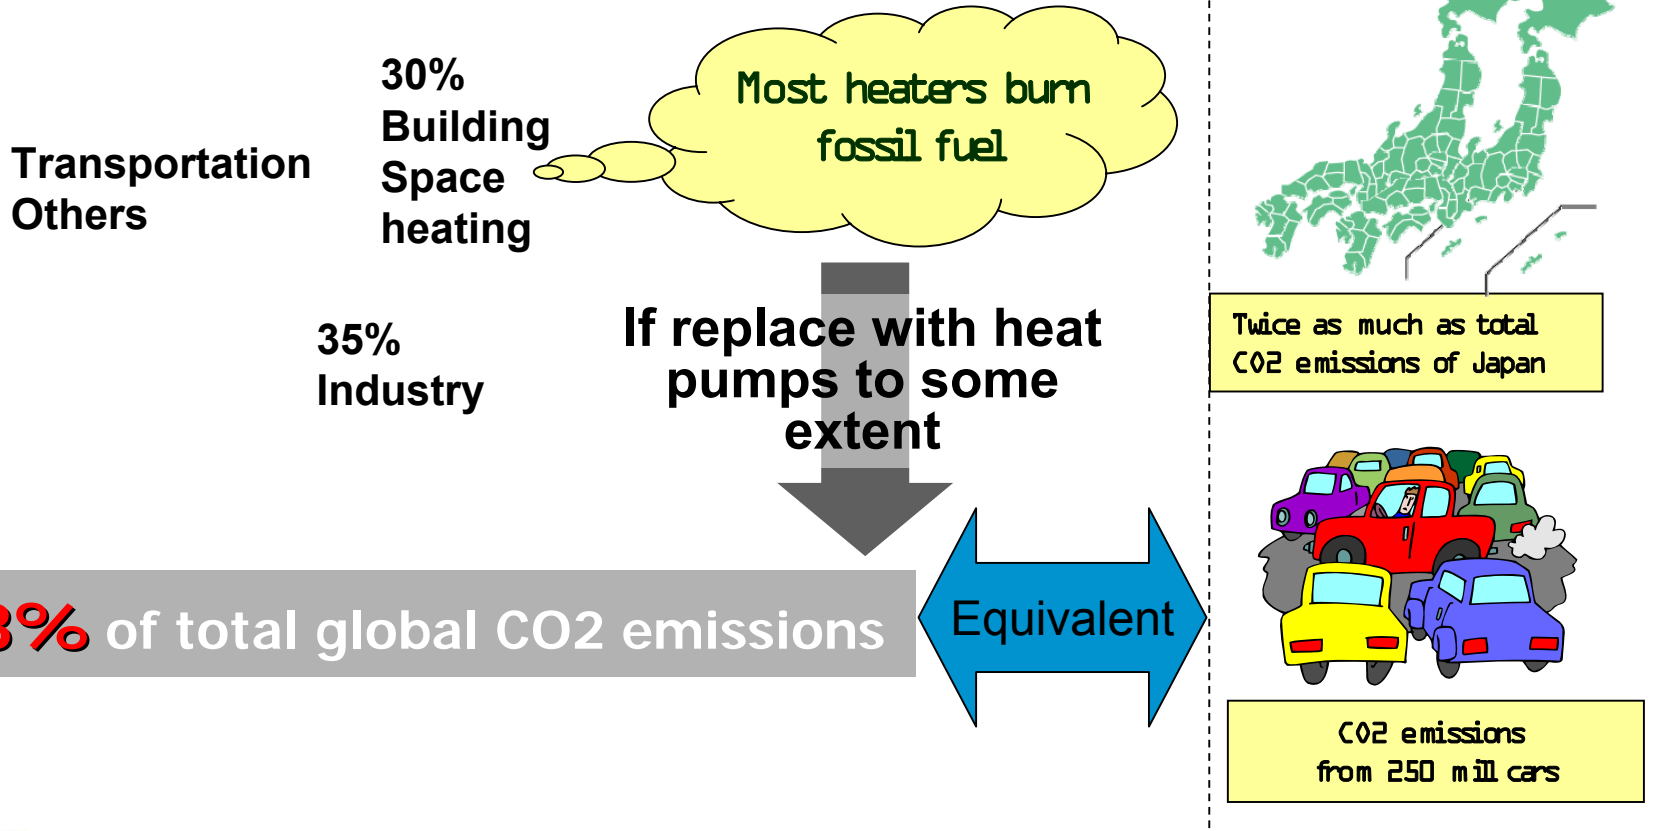 30%
Building
Space
heating
Transportation
Others
35%
Industry
Most heaters burn
fossil fuel
If replace with heat
pumps to some
extent
% of total global CO2 emissions
Equivalent
Twice as much as total
CO2 emissions of Japan
CO2 emissions
from 250 mill cars